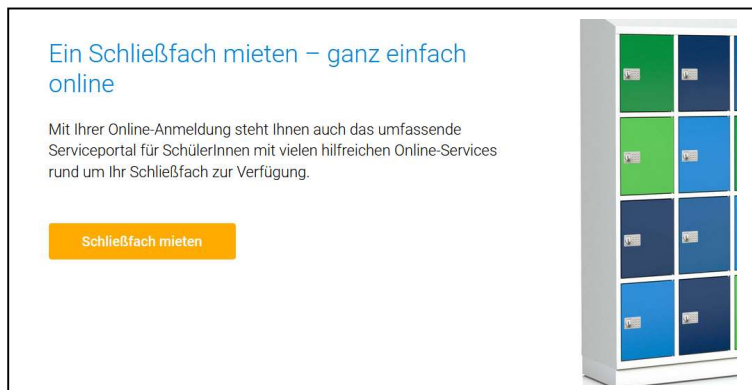 Ein Schließfach mieten – ganz einfach
online
Mit Ihrer Online-Anmeldung steht Ihnen auch das umfassende
Serviceportal für SchülerInnen mit vielen hilfreichen Online-Services
rund um Ihr Schließfach zur Verfügung.
Schließfach mieten